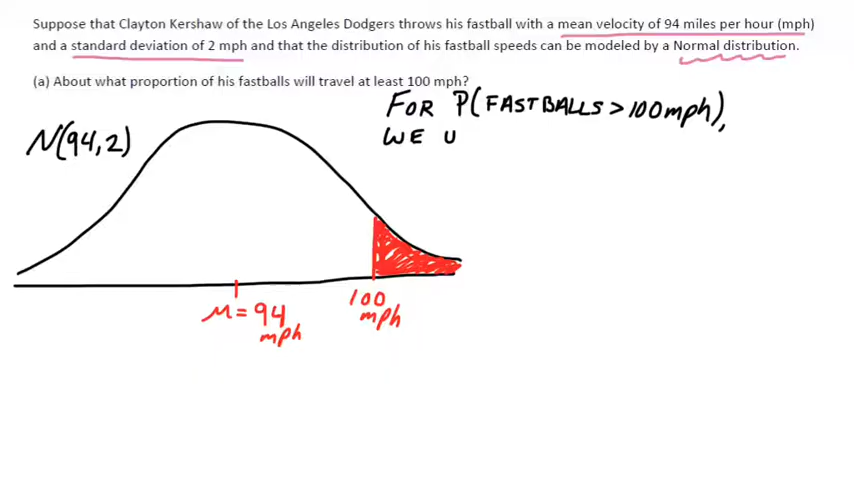 Suppose that Clayton Kershaw of the Los Angeles Dodgers throws his fastball with a mean velocity of 94 miles per hour (mph)
and a standard deviation of 2 mph and that the distribution of his fastball speeds can be modeled by a Normal distribution.
(a) About what proportion of his fastballs will travel at least 100 mph?
FOR P(FASTBALLS > 100mph),
WE U
N(94,2)
μ = 94
mph
100
mph